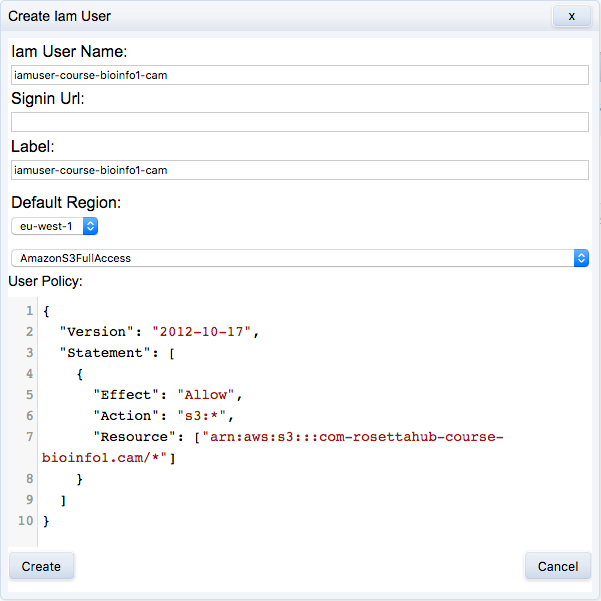 Create Iam User
x
Iam User Name:
iamuser-course-bioinfo1-cam
Signin Url:
Label:
iamuser-course-bioinfo1-cam
Default Region:
eu-west-1
AmazonS3FullAccess
User Policy:
1 {
2 "Version": "2012-10-17",
3 "Statement": [
4 {
5 "Effect": "Allow",
6 "Action": "s3:*",
7 "Resource": ["arn:aws:s3:::com-rosettahub-course-
bioinfo1.cam/*"]
8 }
9 ]
10 }
Create Cancel